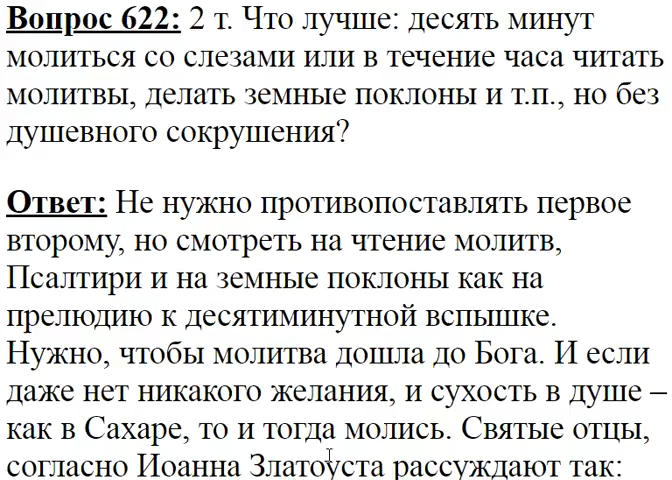 Вопрос 622: 2 т. Что лучше: десять минут
молиться со слезами или в течение часа читать
молитвы, делать земные поклоны и т.п., но без
душевного сокрушения?
Ответ: Не нужно противопоставлять первое
второму, но смотреть на чтение молитв,
Псалтири и на земные поклоны как на
прелюдию к десятиминутной вспышке.
Нужно, чтобы молитва дошла до Бога. И если
даже нет никакого желания, и сухость в душе –
как в Сахаре, то и тогда молись. Святые отцы,
согласно Иоанна Златоуста рассуждают так: